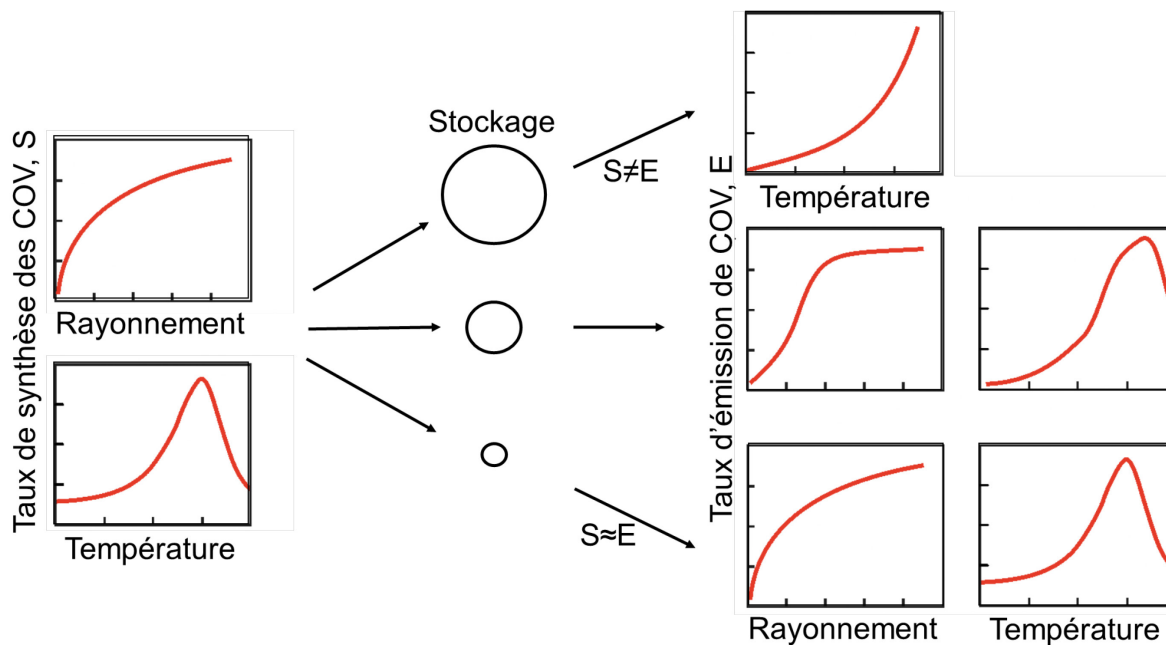 Taux de synthèse des COV, S
Rayonnement
Température
Stockage
S≠E
S≈E
Taux d'émission de COV, E
Température
Rayonnement
Température